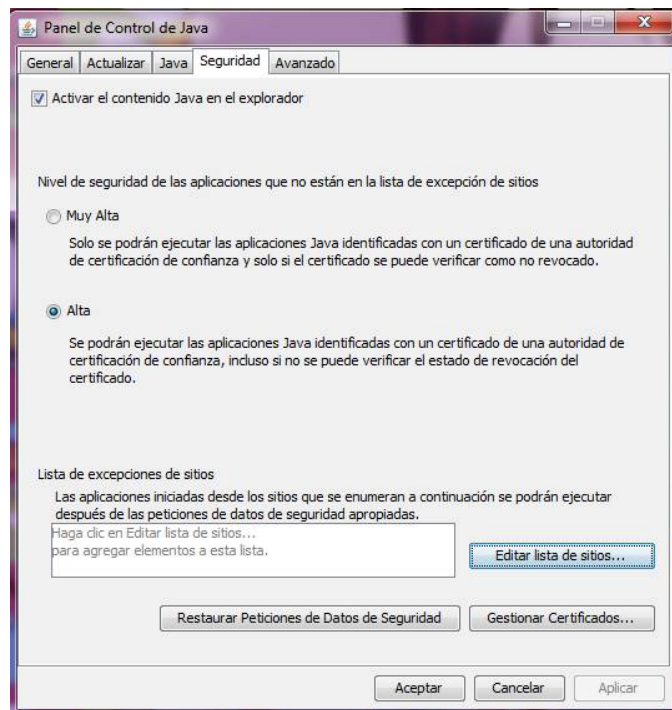 Panel de Control de Java
General Actualizar Java Seguridad Avanzado
Activar el contenido Java en el explorador
Nivel de seguridad de las aplicaciones que no están en la lista de excepción de sitios
Muy Alta
Solo se podrán ejecutar las aplicaciones Java identificadas con un certificado de una autoridad
de certificación de confianza y solo si el certificado se puede verificar como no revocado.
Alta
Se podrán ejecutar las aplicaciones Java identificadas con un certificado de una autoridad de
certificación de confianza, incluso si no se puede verificar el estado de revocación del
certificado.
Lista de excepciones de sitios
Las aplicaciones iniciadas desde los sitios que se enumeran a continuación se podrán ejecutar
después de las peticiones de datos de seguridad apropiadas.
Haga clic en Editar lista de sitios...
para agregar elementos a esta lista.
Editar lista de sitios...
Restaurar Peticiones de Datos de Seguridad Gestionar Certificados...
Aceptar Cancelar Aplicar